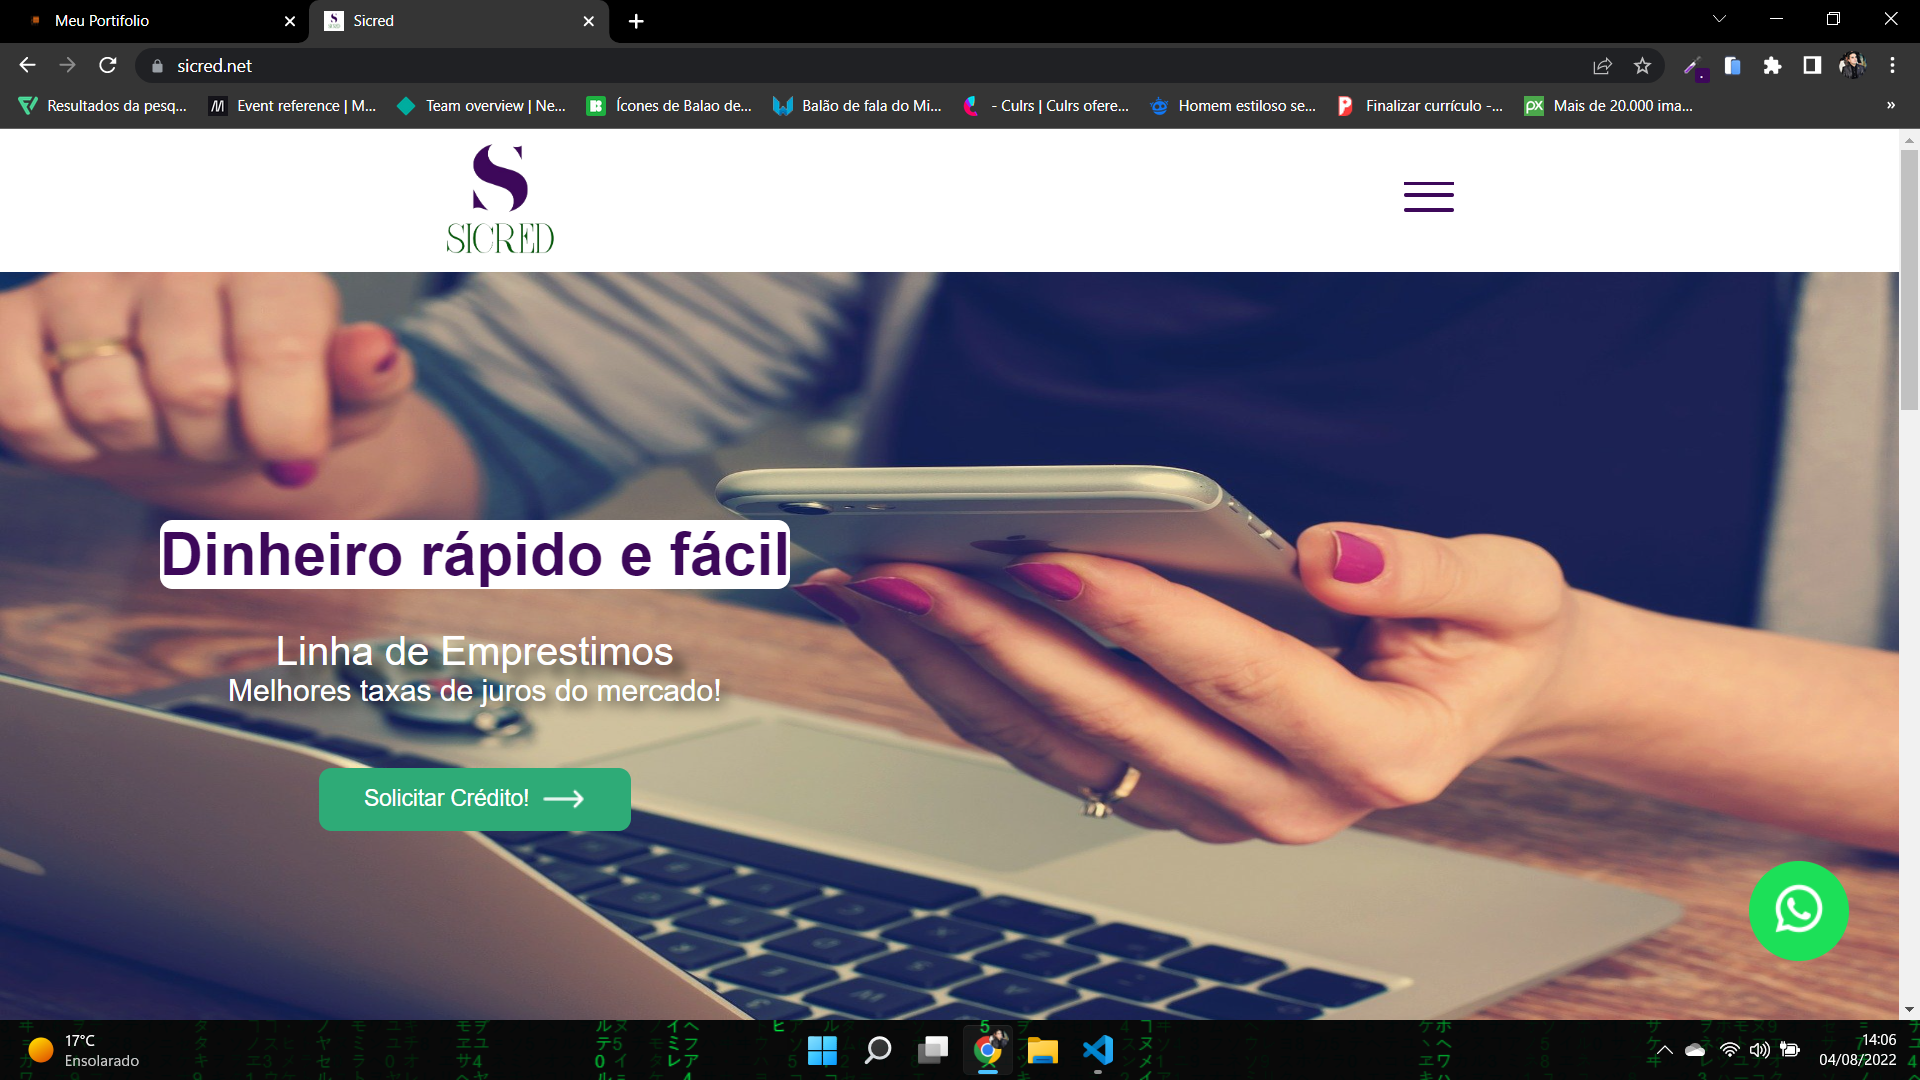 Meu Portifolio
Sicred
sicred.net
Resultados da pesq...
Event reference | M...
Team overview | Ne...
Ícones de Balao de...
Balão de fala do Mi...
- Culrs | Culrs ofere...
Homem estiloso se...
Finalizar currículo -...
Mais de 20.000 ima...
S
SICRED
Dinheiro rápido e fácil
Linha de Emprestimos
Melhores taxas de juros do mercado!
Solicitar Crédito!
17°C
Ensolarado
14:06
04/08/2022